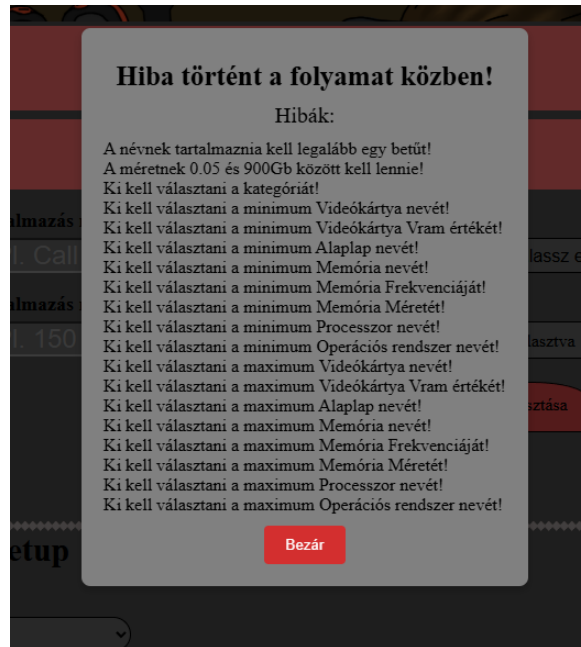 Hiba történt a folyamat közben!
Hibák:
A névnek tartalmaznia kell legalább egy betűt!
A méretnek 0.05 és 900Gb között kell lennie!
Ki kell választani a kategóriát!
Ki kell választani a minimum Videókártya nevét!
Ki kell választani a minimum Videókártya Vram értékét!
Ki kell választani a minimum Alaplap nevét!
Ki kell választani a minimum Memória nevét!
Ki kell választani a minimum Memória Frekvenciáját!
Ki kell választani a minimum Memória Méretét!
Ki kell választani a minimum Processzor nevét!
Ki kell választani a minimum Operációs rendszer nevét!
Ki kell választani a maximum Videókártya nevét!
Ki kell választani a maximum Videókártya Vram értékét!
Ki kell választani a maximum Alaplap nevét!
Ki kell választani a maximum Memória nevét!
Ki kell választani a maximum Memória Frekvenciáját!
Ki kell választani a maximum Memória Méretét!
Ki kell választani a maximum Processzor nevét!
Ki kell választani a maximum Operációs rendszer nevét!
Bezár
lmazás
l. Call
lassz e
lmazás
l. 150
lasztva
sztása
etup